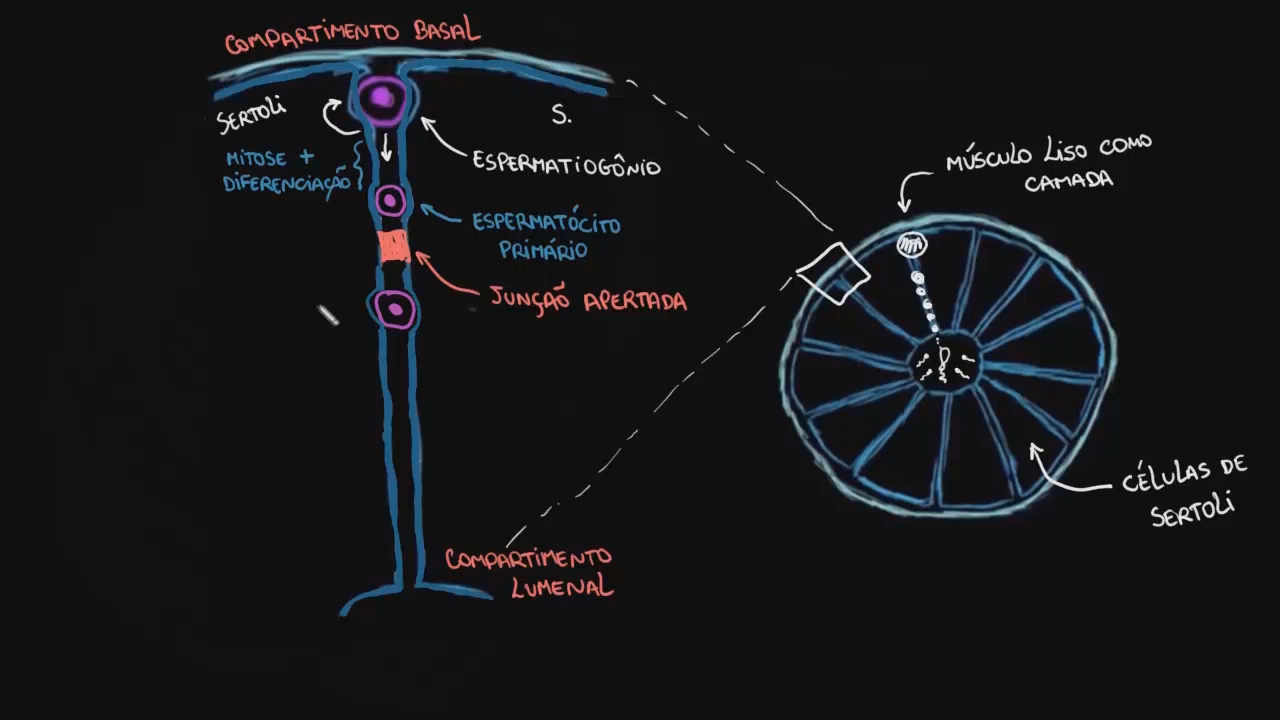 COMPARTIMENTO BASAL
SERTOLI
S.
MITOSE +
DIFERENCIAÇÃO
ESPERMATIOGÔNIO
ESPERMATÓCITO
PRIMÁRIO
JUNÇÃO APERTADA
COMPARTIMENTO
LUMENAL
MÚSCULO LISO COMO
CAMADA
CÉLULAS DE
SERTOLI